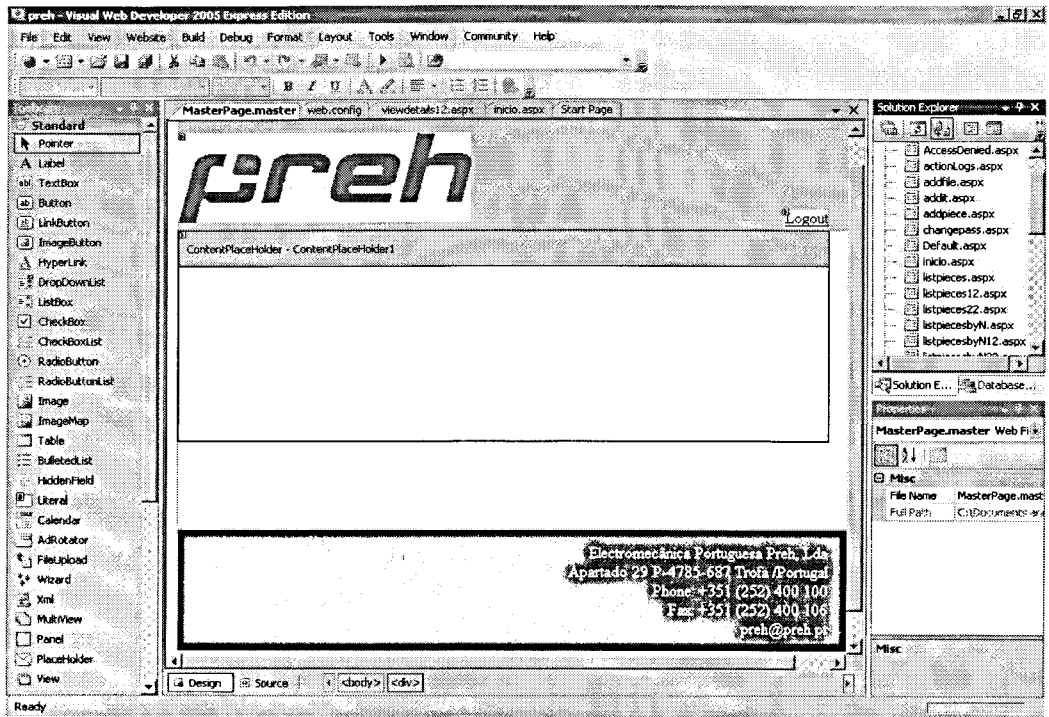 preh - Visual Web Developer 2005 Express Edition
File Edit View Website Build Debug Format Layout Tools Window Community Help
B I U A
Toolbox
Standard
Pointer
A Label
abl TextBox
ab Button
ab LinkButton
ImageButton
A HyperLink
DropDownList
ListBox
CheckBox
CheckBoxList
RadioButton
RadioButtonList
Image
ImageMap
Table
BulletedList
HiddenField
Literal
Calendar
AdRotator
FileUpload
Wizard
Xml
MultiView
Panel
PlaceHolder
View
MasterPage.master web.config viewdetails12.aspx inicio.aspx Start Page
preh
Logout
ContentPlaceHolder - ContentPlaceHolder1
Electromecânica Portuguesa Preh, Lda
Apartado 29 P-4785-687 Trofa /Portugal
Phone +351 (252) 400 100
Fax +351 (252) 400 106
preh@preh.pt
Design Source <body> <div>
Solution Explorer
AccessDenied.aspx
actionLogs.aspx
addfile.aspx
addit.aspx
addpiece.aspx
changepass.aspx
Default.aspx
inicio.aspx
listpieces.aspx
listpieces12.aspx
listpieces22.aspx
listpiecesbyN.aspx
listpiecesbyN12.aspx
Solution E... Database...
Properties
MasterPage.master Web Fi
Misc
File Name MasterPage.mast
Full Path C:\Documents an
Misc
Ready